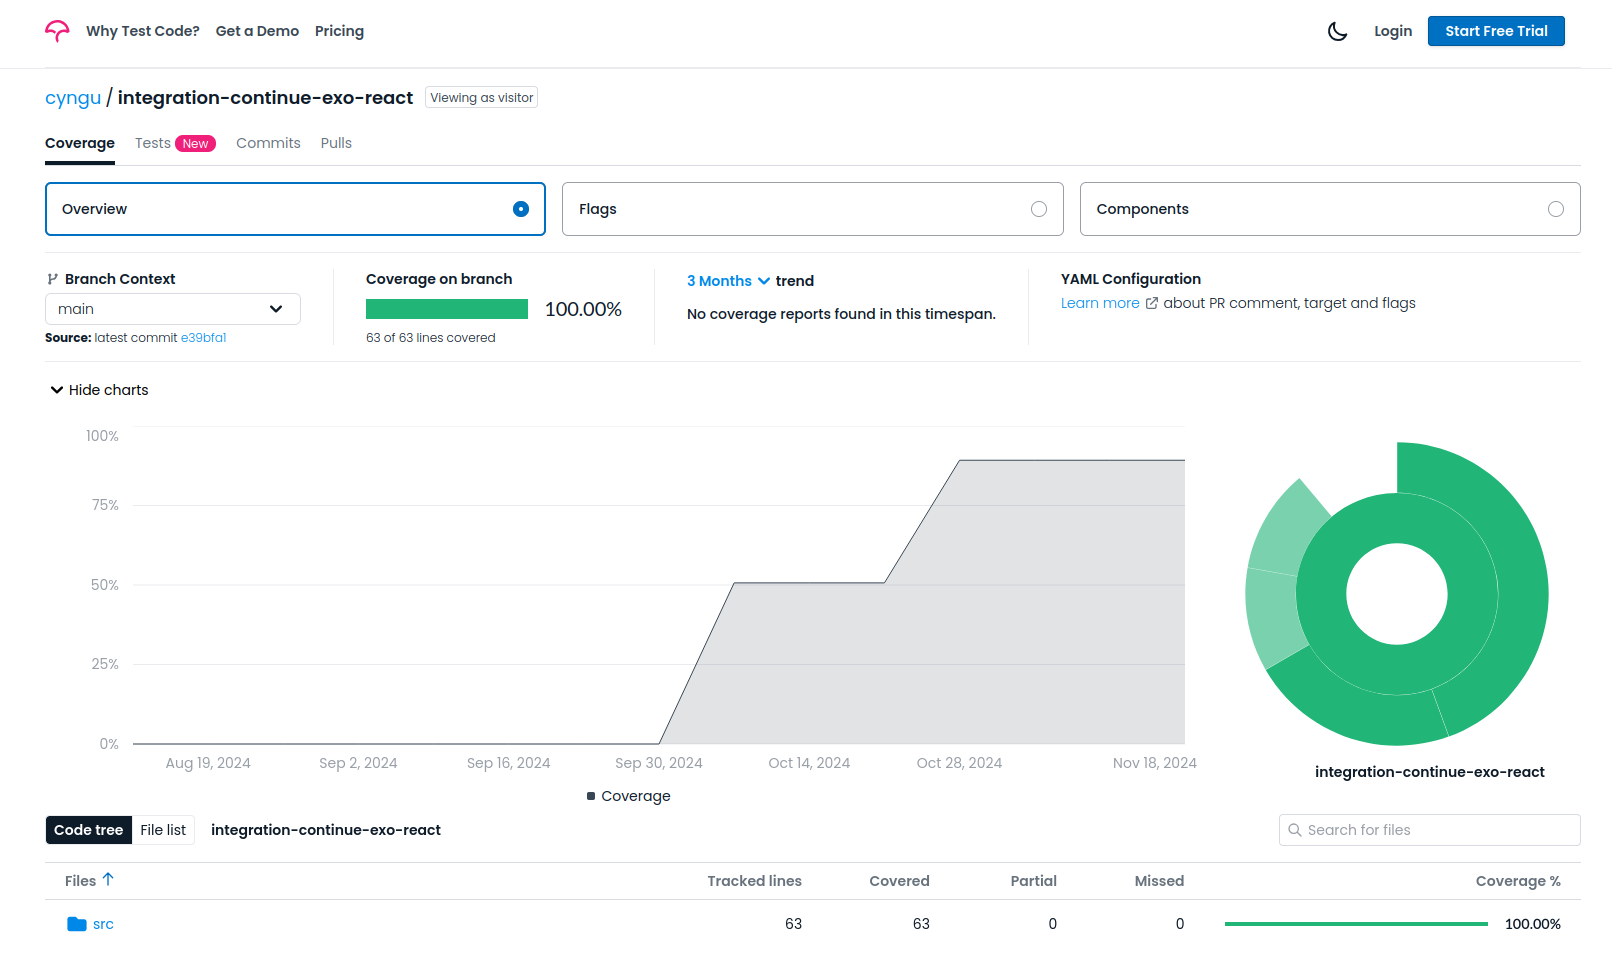 Why Test Code? Get a Demo Pricing Login Start Free Trial
cyngu / integration-continue-exo-react Viewing as visitor
Coverage Tests New Commits Pulls
Overview Flags Components
Branch Context
main
Source: latest commit e39bfa1
Coverage on branch
100.00%
63 of 63 lines covered
3 Months trend
No coverage reports found in this timespan.
YAML Configuration
Learn more about PR comment, target and flags
Hide charts
100%
75%
50%
25%
0%
Aug 19, 2024 Sep 2, 2024 Sep 16, 2024 Sep 30, 2024 Oct 14, 2024 Oct 28, 2024 Nov 18, 2024
Coverage
integration-continue-exo-react
Code tree File list integration-continue-exo-react Search for files
Files Tracked lines Covered Partial Missed Coverage %
src 63 63 0 0 100.00%